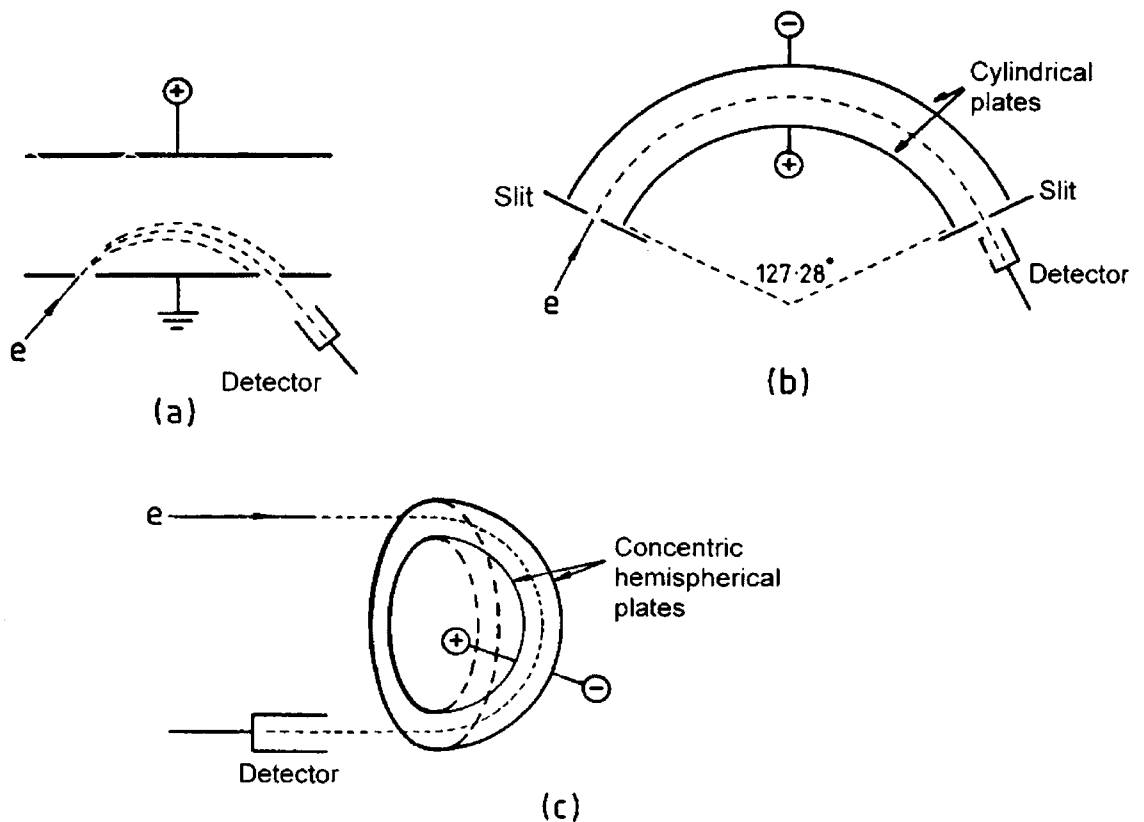 ⊕
e
Detector
(a)
⊖
Cylindrical
plates
Slit
⊕
Slit
127·28°
e
Detector
(b)
e
Concentric
hemispherical
plates
⊕
⊖
Detector
(c)